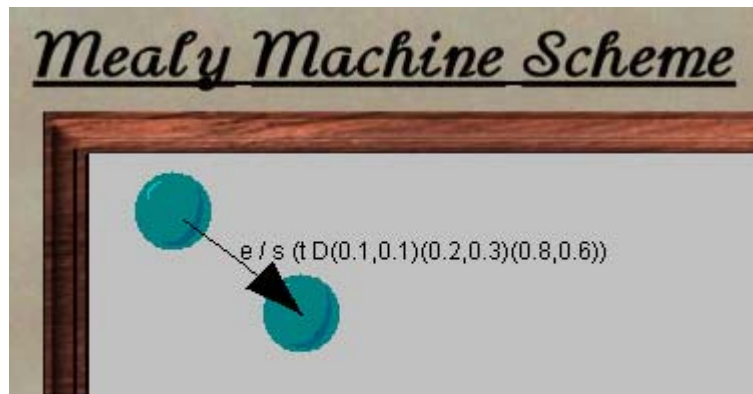 Mealy Machine Scheme
e / s (t D(0.1,0.1)(0.2,0.3)(0.8,0.6))